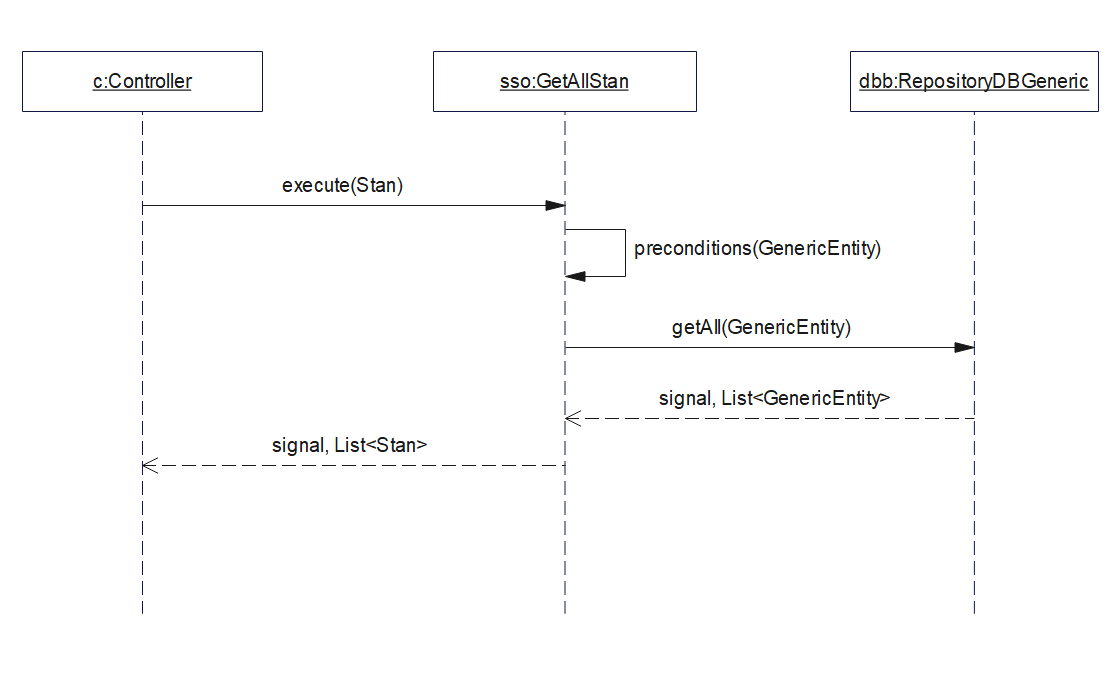 c:Controller
sso:GetAllStan
dbb:RepositoryDBGeneric
execute(Stan)
preconditions(GenericEntity)
getAll(GenericEntity)
signal, List<GenericEntity>
signal, List<Stan>